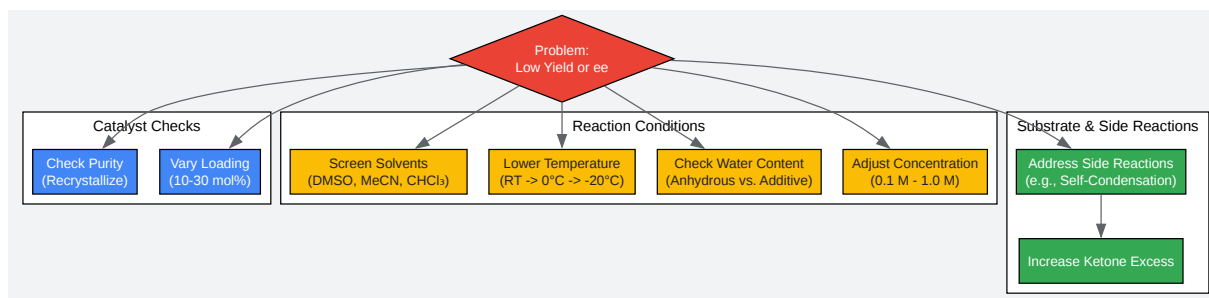 Problem:
Low Yield or ee
Catalyst Checks
Check Purity
(Recrystallize)
Vary Loading
(10-30 mol%)
Reaction Conditions
Screen Solvents
(DMSO, MeCN, CHCl₃)
Lower Temperature
(RT -> 0°C -> -20°C)
Check Water Content
(Anhydrous vs. Additive)
Adjust Concentration
(0.1 M - 1.0 M)
Substrate & Side Reactions
Address Side Reactions
(e.g., Self-Condensation)
Increase Ketone Excess